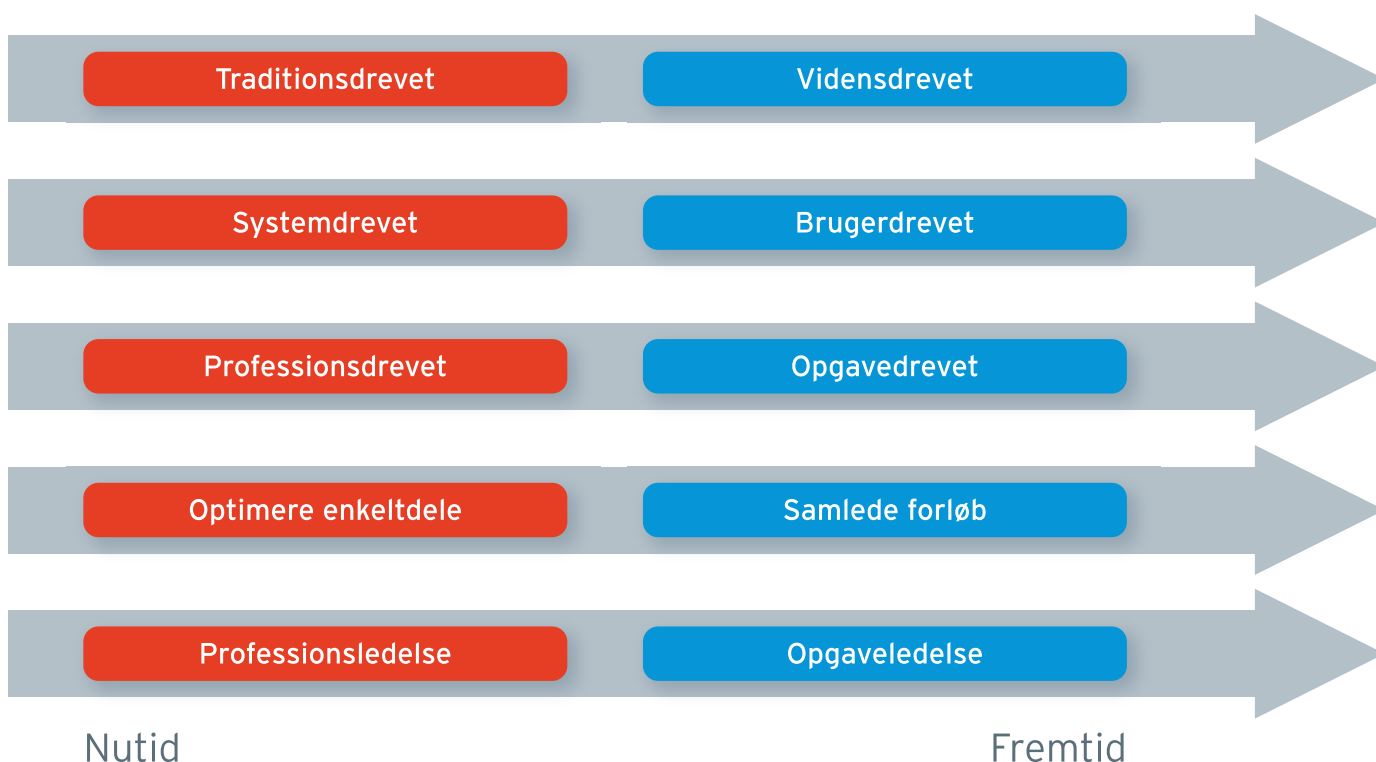 Traditionsdrevet
Vidensdrevet
Systemdrevet
Brugerdrevet
Professionsdrevet
Opgavedrevet
Optimere enkeltdele
Samlede forløb
Professionsledelse
Opgaveledelse
Nutid
Fremtid